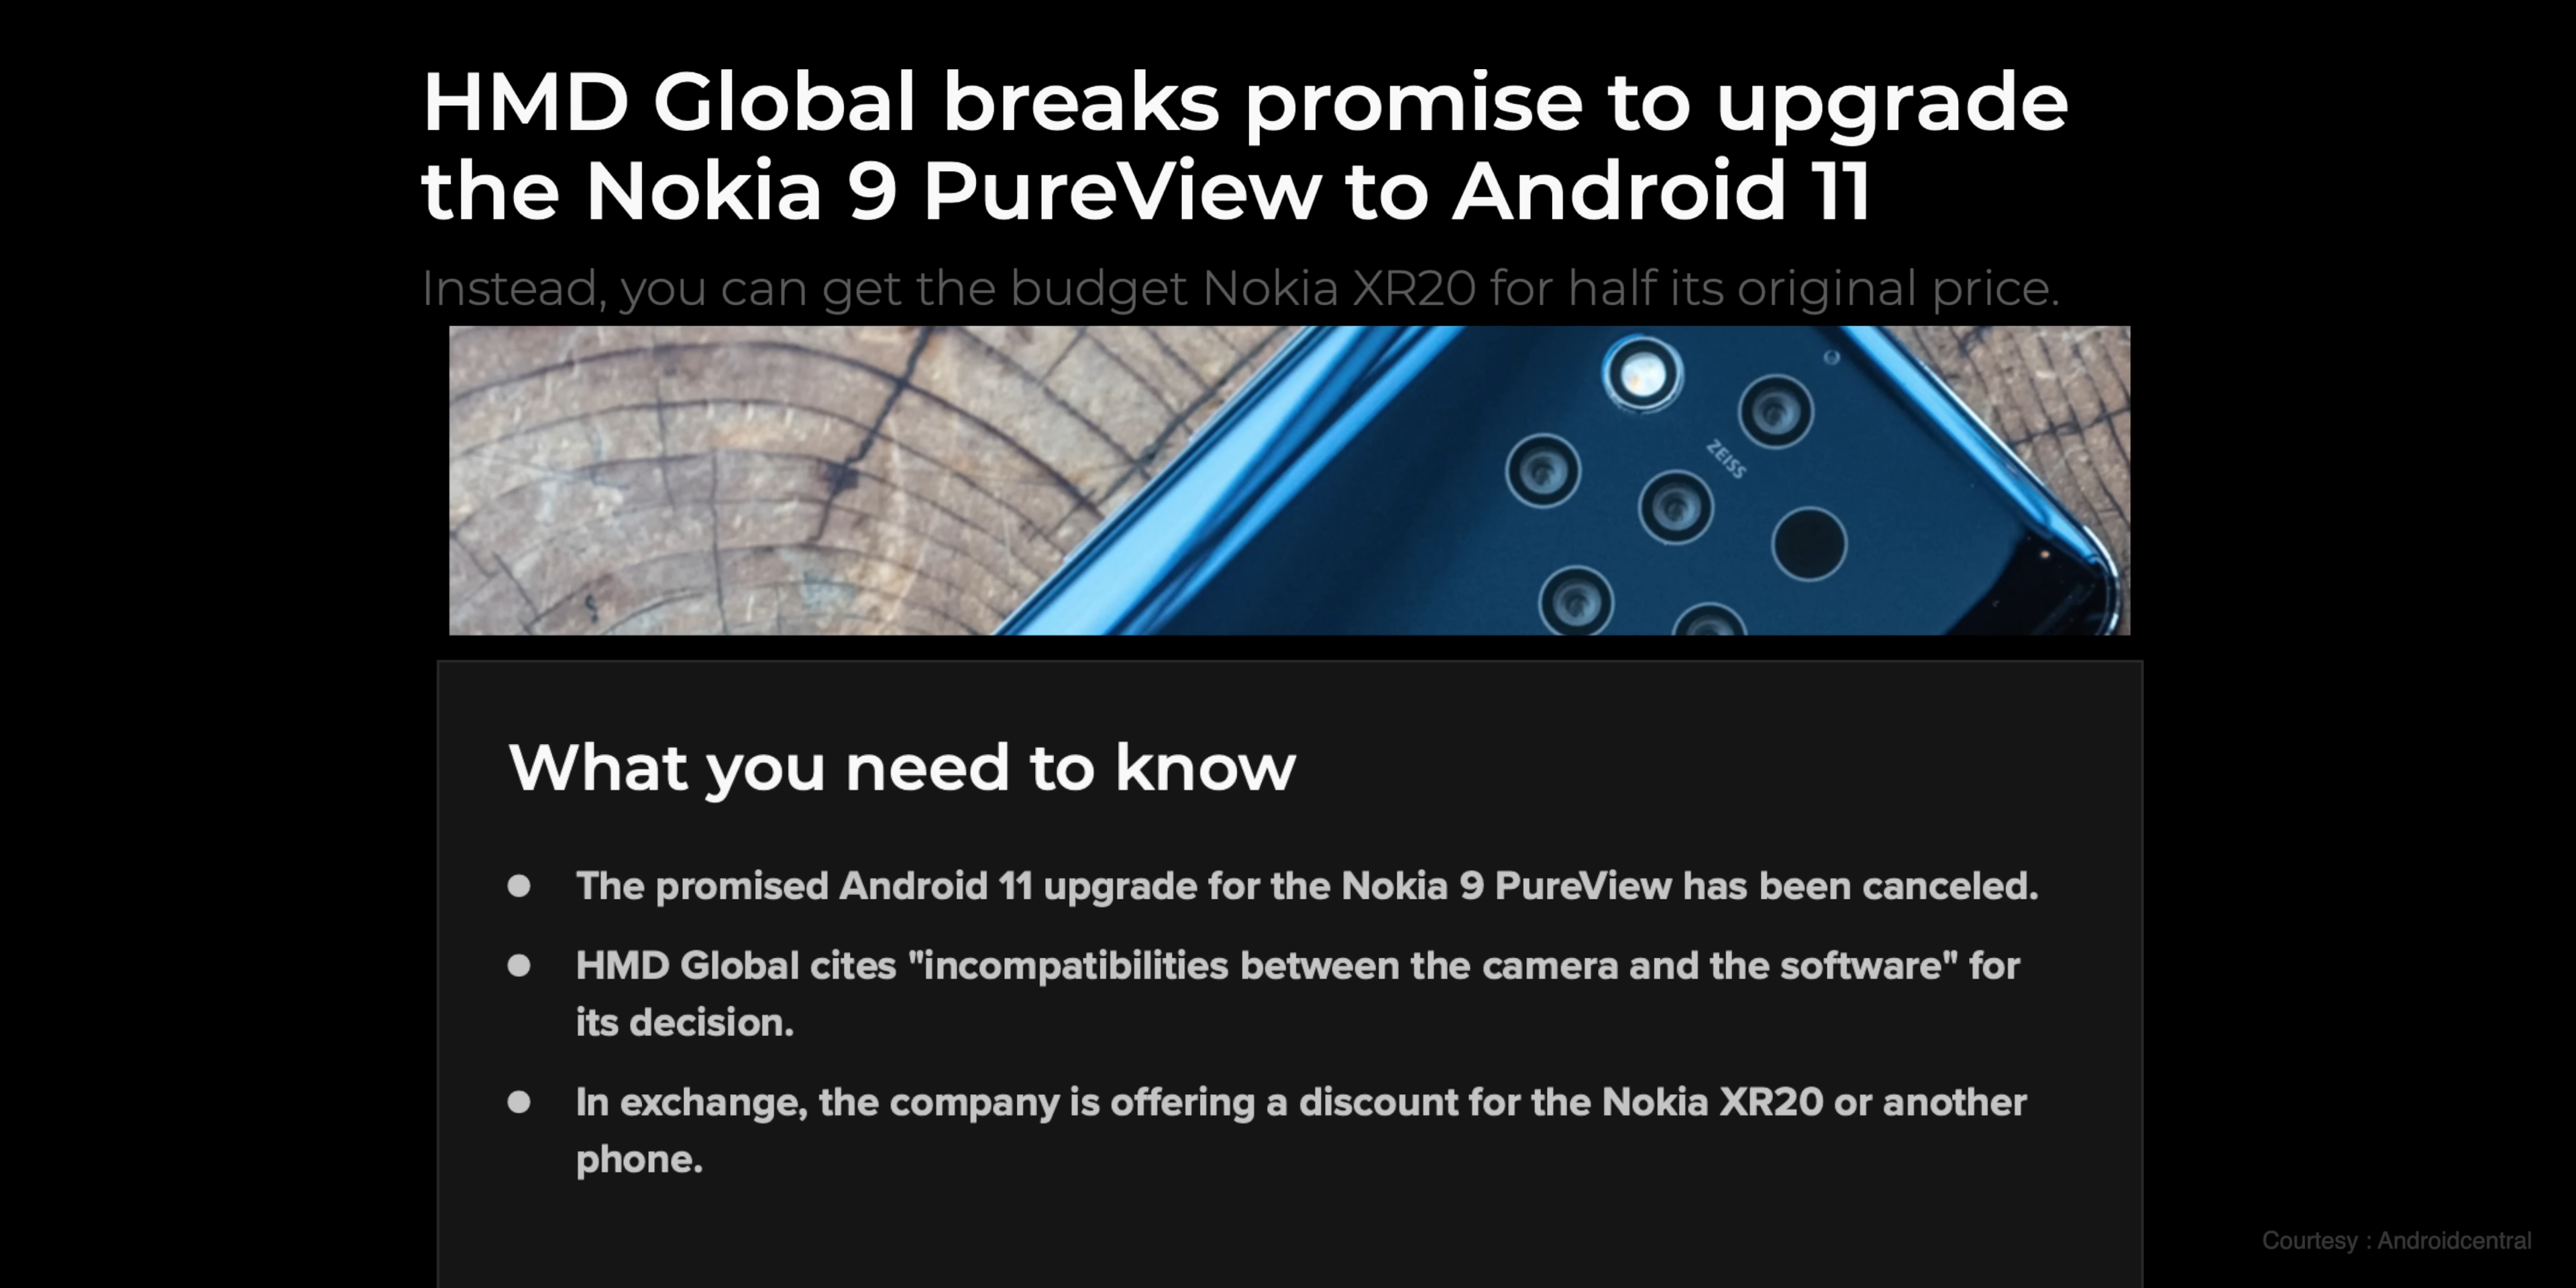 HMD Global breaks promise to upgrade
the Nokia 9 PureView to Android 11
Instead, you can get the budget Nokia XR20 for half its original price.
ZEISS
What you need to know
The promised Android 11 upgrade for the Nokia 9 PureView has been canceled.
HMD Global cites "incompatibilities between the camera and the software" for
its decision.
In exchange, the company is offering a discount for the Nokia XR20 or another
phone.
Courtesy : Androidcentral